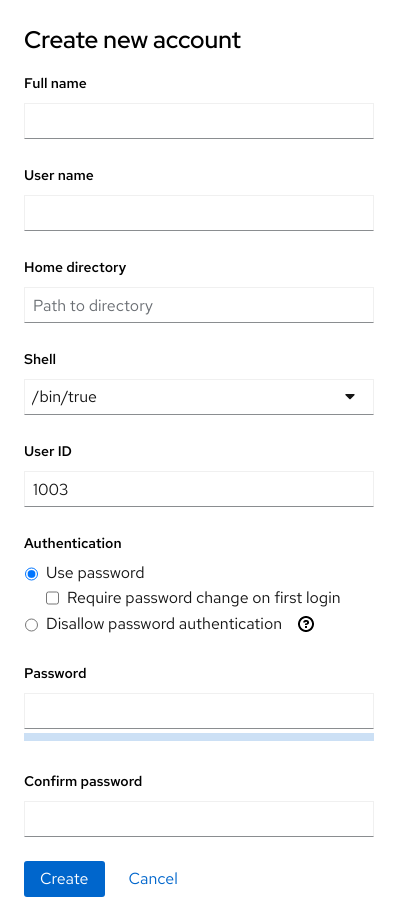 Create new account
Full name
User name
Home directory
Path to directory
Shell
/bin/true
User ID
1003
Authentication
Use password
Require password change on first login
Disallow password authentication ?
Password
Confirm password
Create Cancel